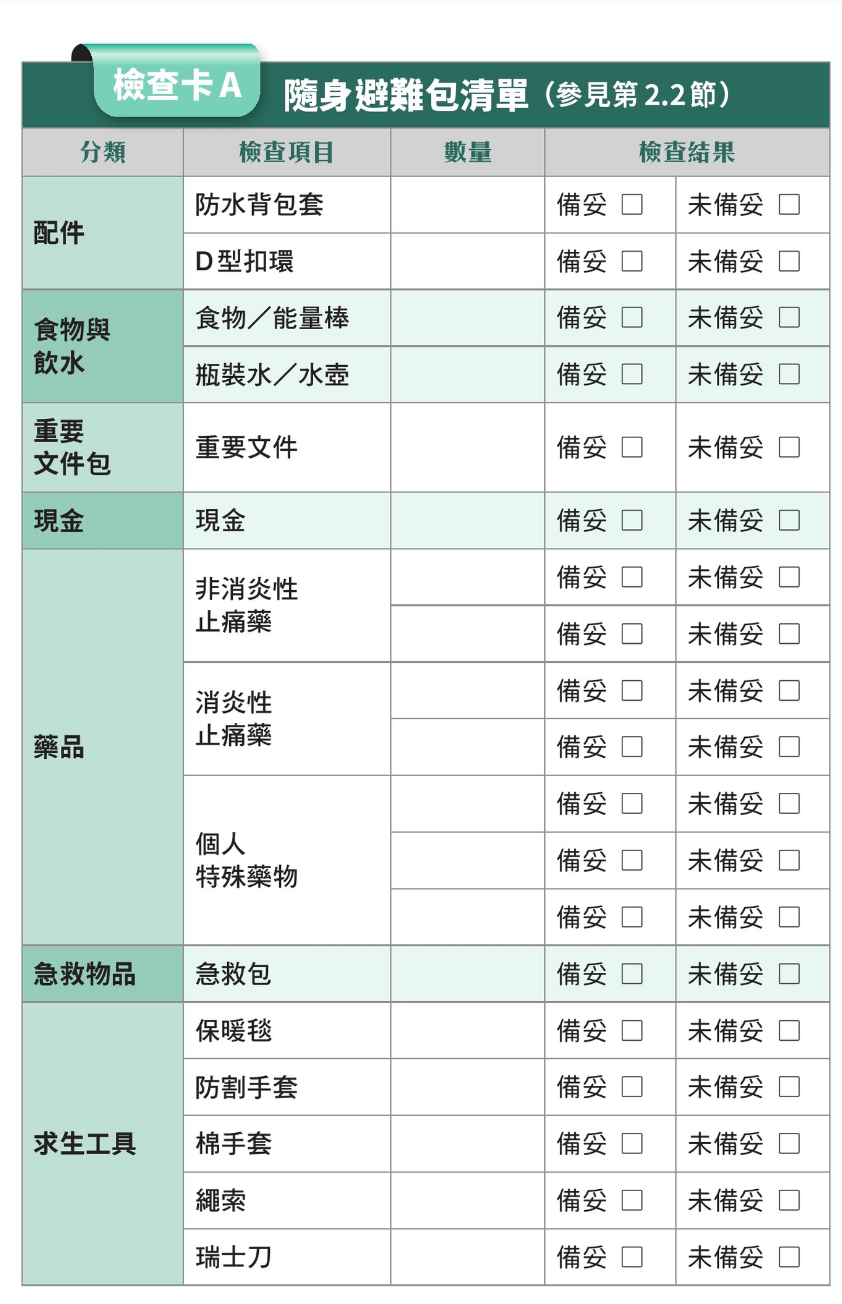 檢查卡 A
隨身避難包清單（參見第 2.2 節）
分類 檢查項目 數量 檢查結果
配件 防水背包套 備妥 □ 未備妥 □
D 型扣環 備妥 □ 未備妥 □
食物與
飲水
食物／能量棒 備妥 □ 未備妥 □
瓶裝水／水壺 備妥 □ 未備妥 □
重要
文件包
重要文件 備妥 □ 未備妥 □
現金 現金 備妥 □ 未備妥 □
藥品
非消炎性
止痛藥
備妥 □ 未備妥 □
備妥 □ 未備妥 □
消炎性
止痛藥
備妥 □ 未備妥 □
備妥 □ 未備妥 □
個人
特殊藥物
備妥 □ 未備妥 □
備妥 □ 未備妥 □
備妥 □ 未備妥 □
急救物品 急救包 備妥 □ 未備妥 □
求生工具 保暖毯 備妥 □ 未備妥 □
防割手套 備妥 □ 未備妥 □
棉手套 備妥 □ 未備妥 □
繩索 備妥 □ 未備妥 □
瑞士刀 備妥 □ 未備妥 □